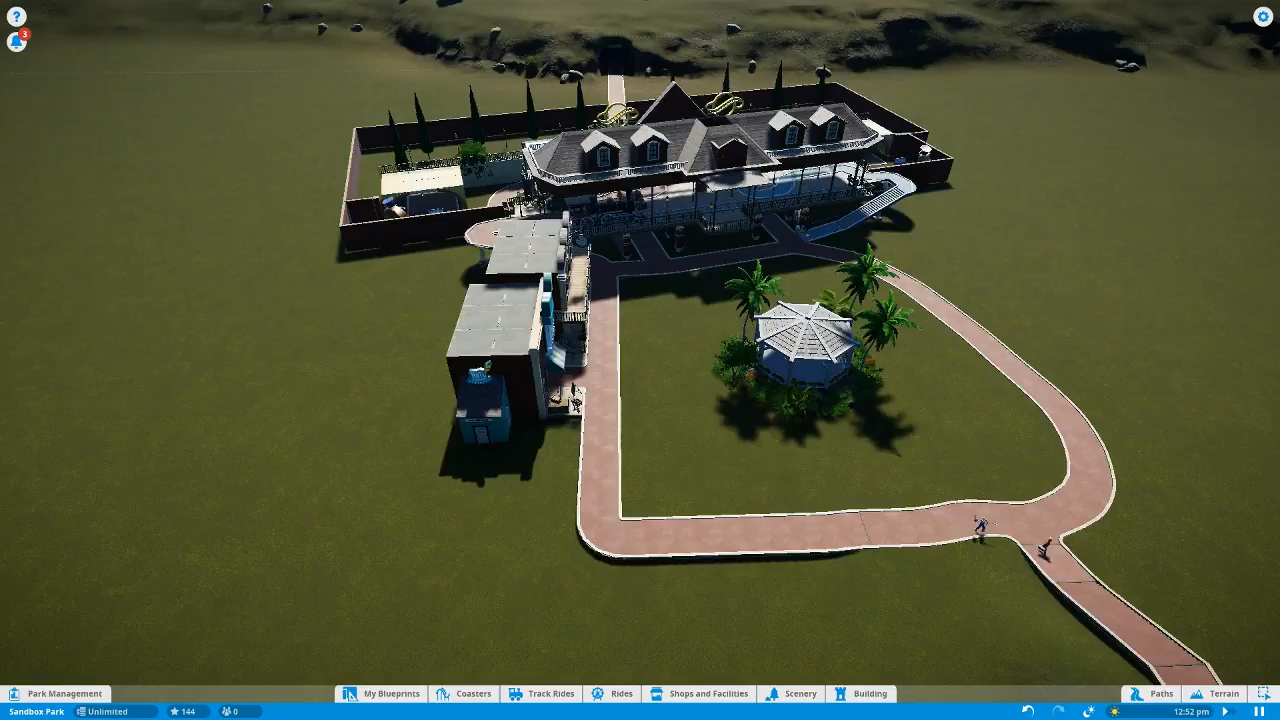 ?
3
Park Management
My Blueprints
Coasters
Track Rides
Rides
Shops and Facilities
Scenery
Building
Paths
Terrain
Sandbox Park
Unlimited
144
0
12:52 pm